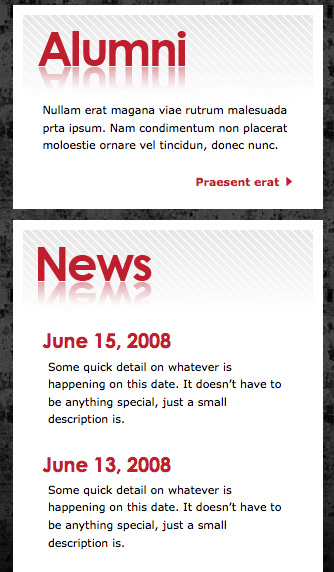 Alumni
Nullam erat magana viae rutrum malesuada
prta ipsum. Nam condimentum non placerat
moloestie ornare vel tincidun, donec nunc.
Praesent erat
News
June 15, 2008
Some quick detail on whatever is
happening on this date. It doesn't have to
be anything special, just a small
description is.
June 13, 2008
Some quick detail on whatever is
happening on this date. It doesn't have to
be anything special, just a small
description is.